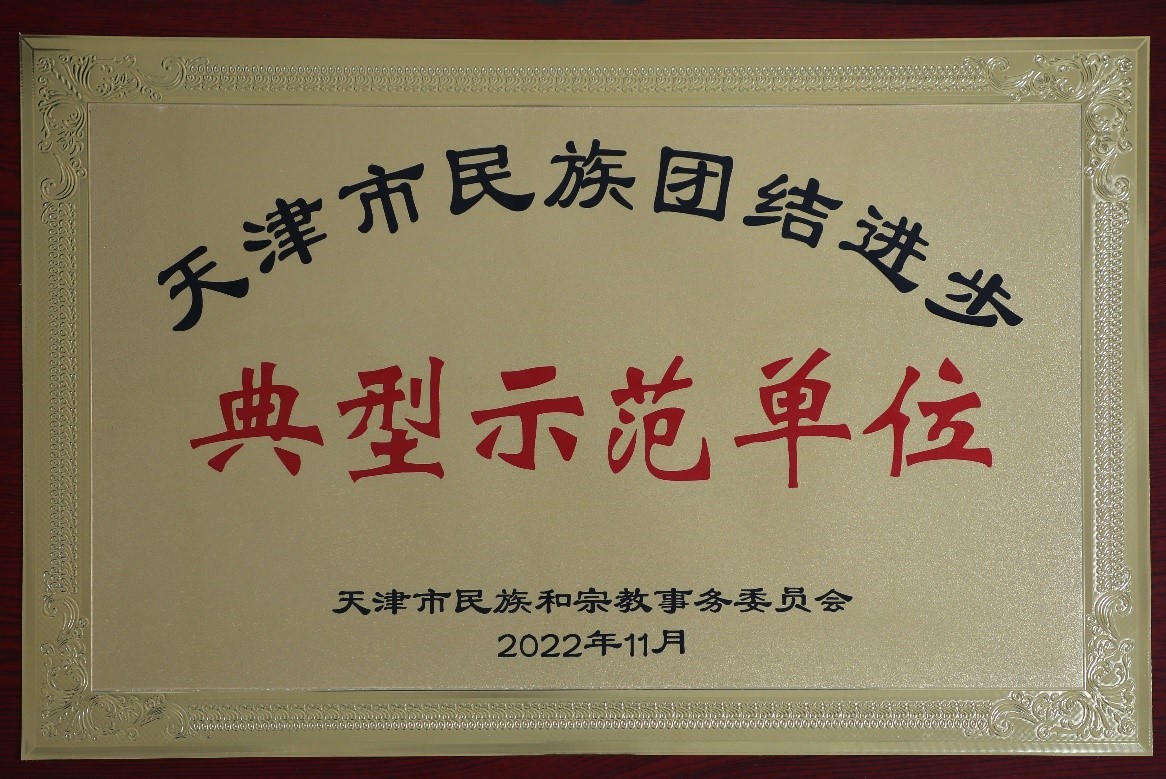 天津市民族团结进步
典型示范单位
天津市民族和宗教事务委员会
2022年11月